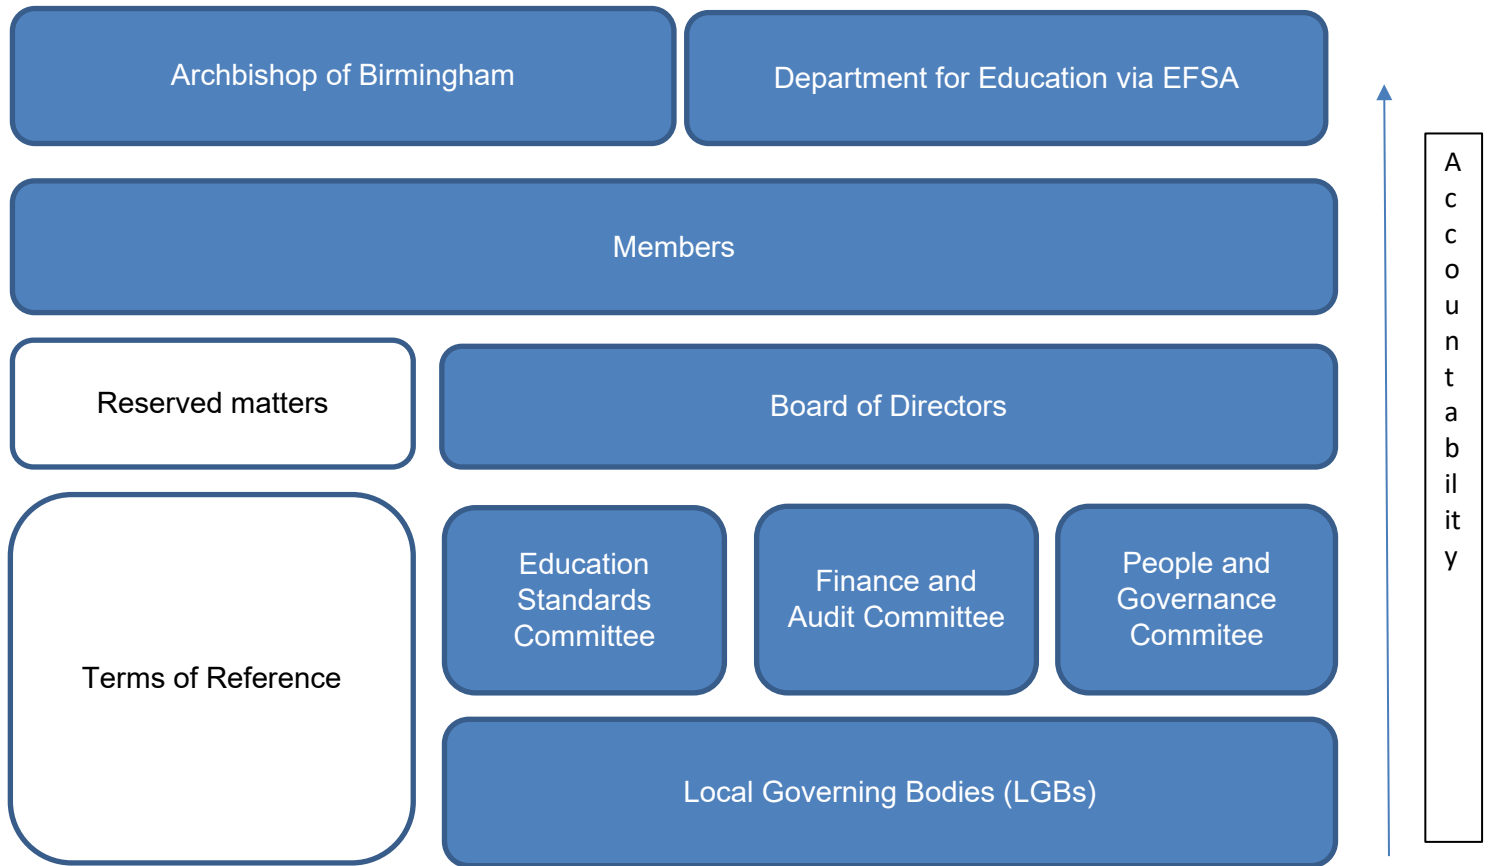 Archbishop of Birmingham
Department for Education via EFSA
Members
Reserved matters
Board of Directors
Education
Standards
Committee
Finance and
Audit Committee
People and
Governance
Commitee
Terms of Reference
Local Governing Bodies (LGBs)
A
c
c
o
u
n
t
a
b
il
it
y